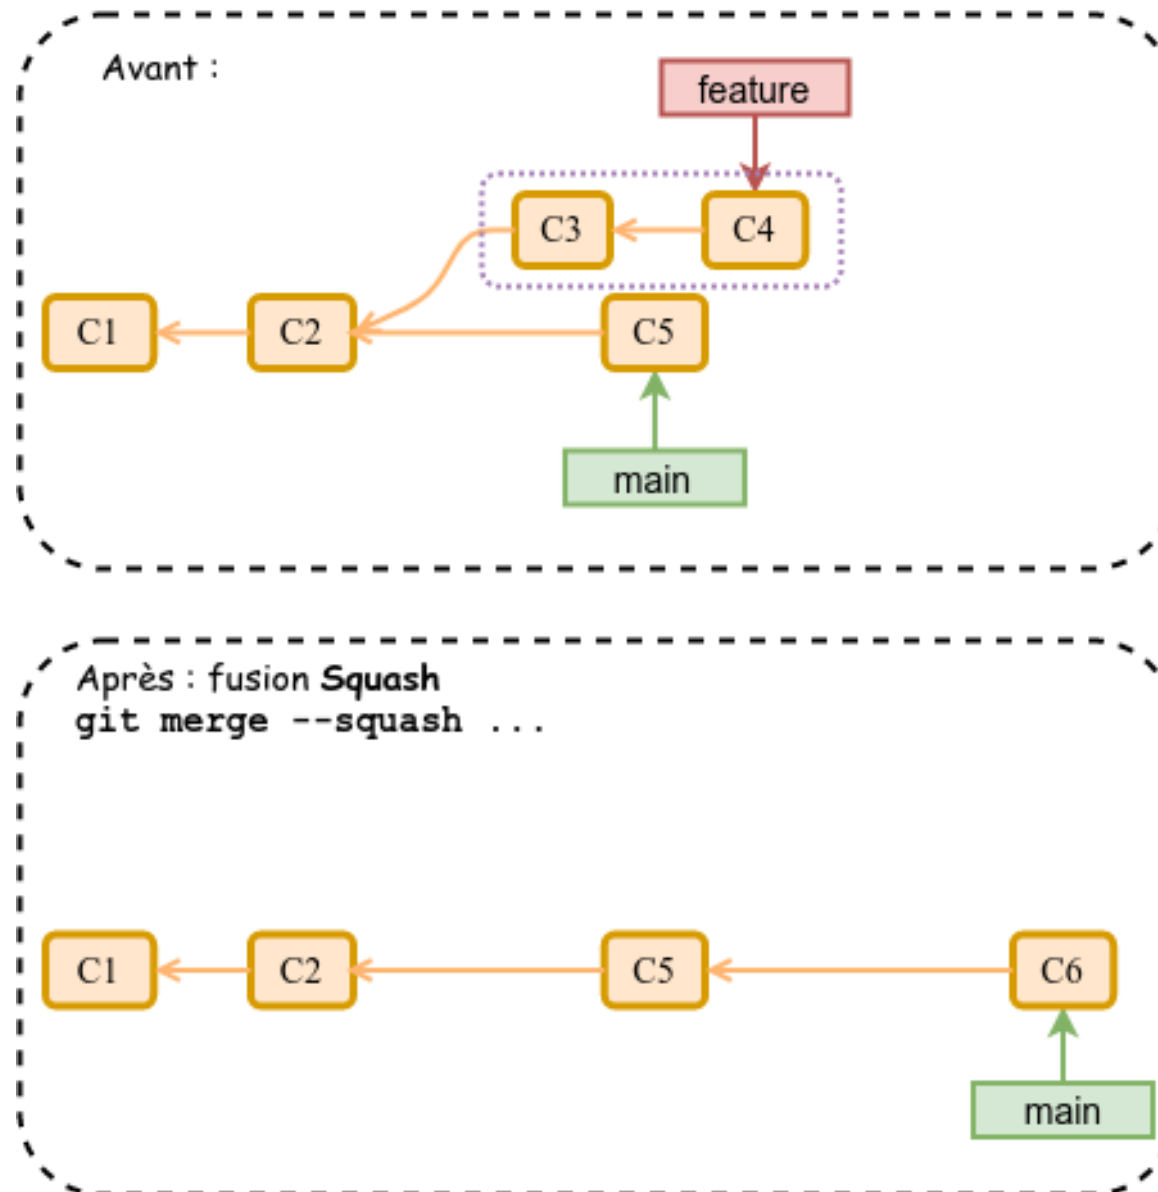 Avant :
feature
C3
C4
C1
C2
C5
main
Après : fusion Squash
git merge --squash ...
C1
C2
C5
C6
main